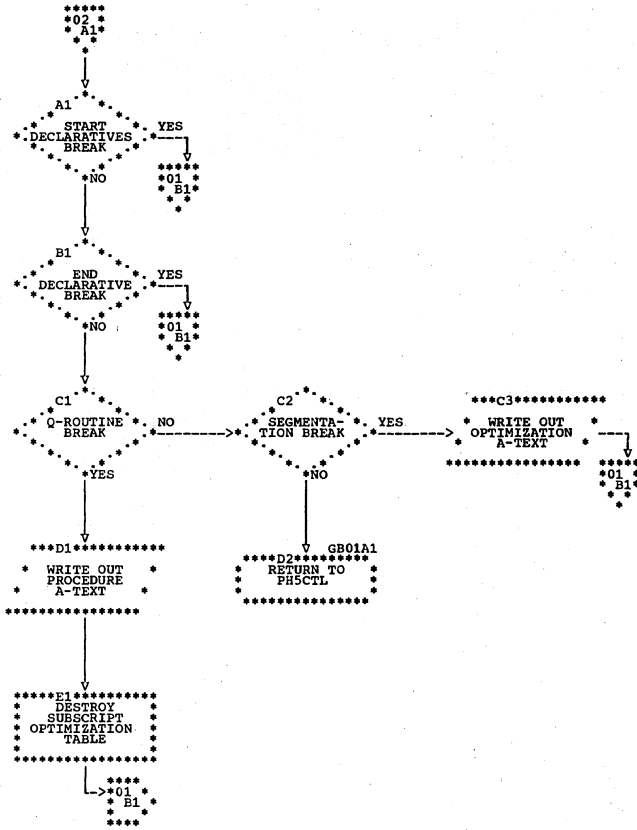 02
A1
A1
START
DECLARATIVES
BREAK
YES
01
B1
NO
B1
END
DECLARATIVE
BREAK
YES
01
B1
NO
C1
Q-ROUTINE
BREAK
NO
C2
SEGMENTA-
TION BREAK
YES
C3
WRITE OUT
OPTIMIZATION
A-TEXT
01
B1
YES
NO
D1
WRITE OUT
PROCEDURE
A-TEXT
GB01A1
D2
RETURN TO
PH5CTL
E1
DESTROY
SUBSCRIPT
OPTIMIZATION
TABLE
01
B1